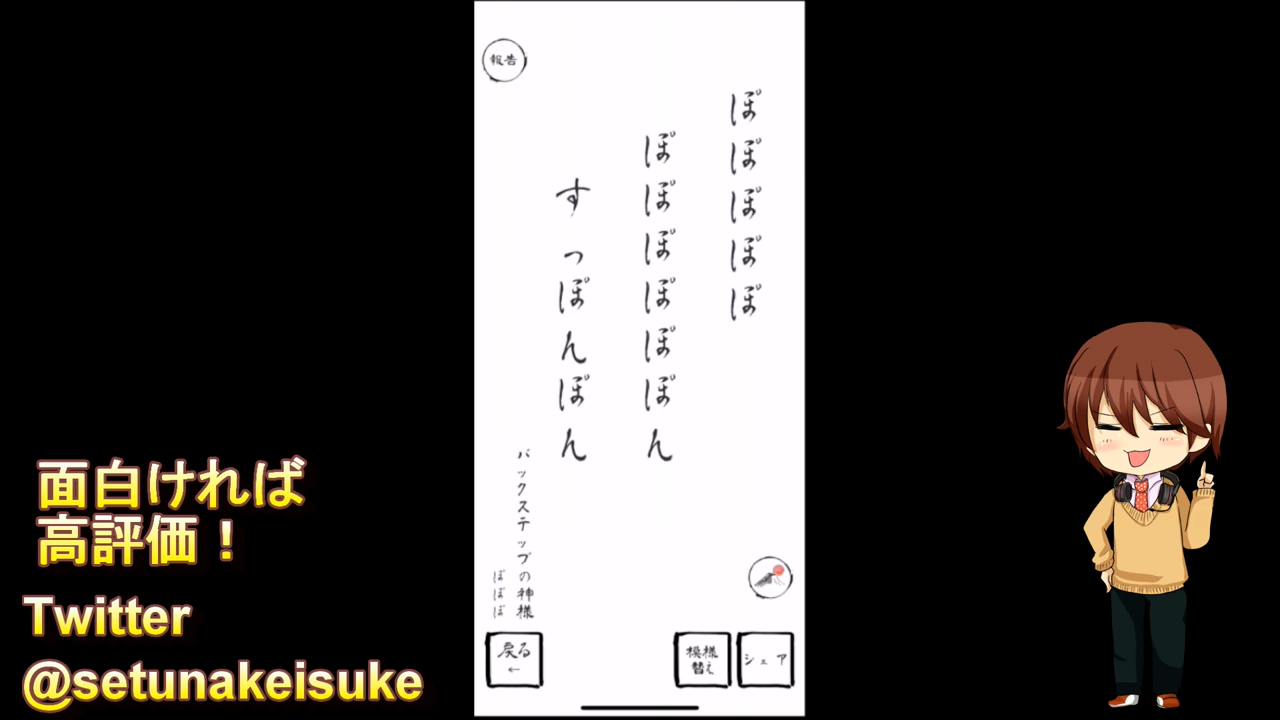 報告
ぽぽぽぽぽ
ぽぽぽぽぽぽん
すっぽんぽん
バックステップの神様
ぽぽぽ
戻る
←
模様
替え
シェア
面白ければ
高評価！
Twitter
@setunakeisuke